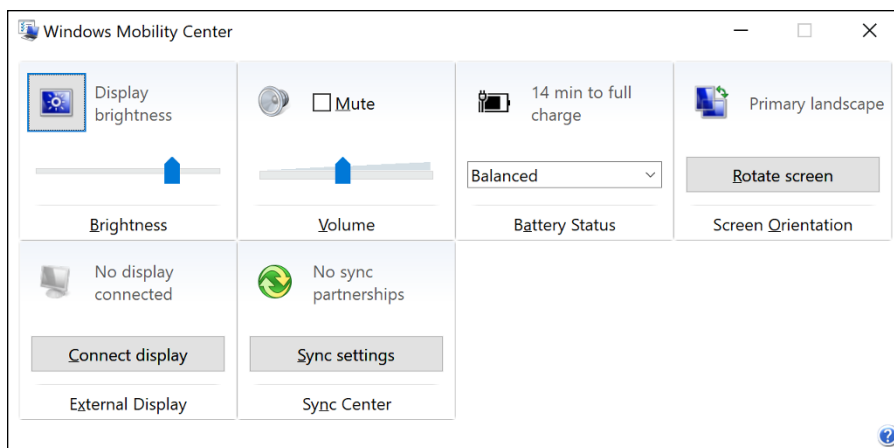 Windows Mobility Center
Display
brightness
Brightness
Mute
Volume
14 min to full
charge
Balanced
Battery Status
Primary landscape
Rotate screen
Screen Orientation
No display
connected
Connect display
External Display
No sync
partnerships
Sync settings
Sync Center
?